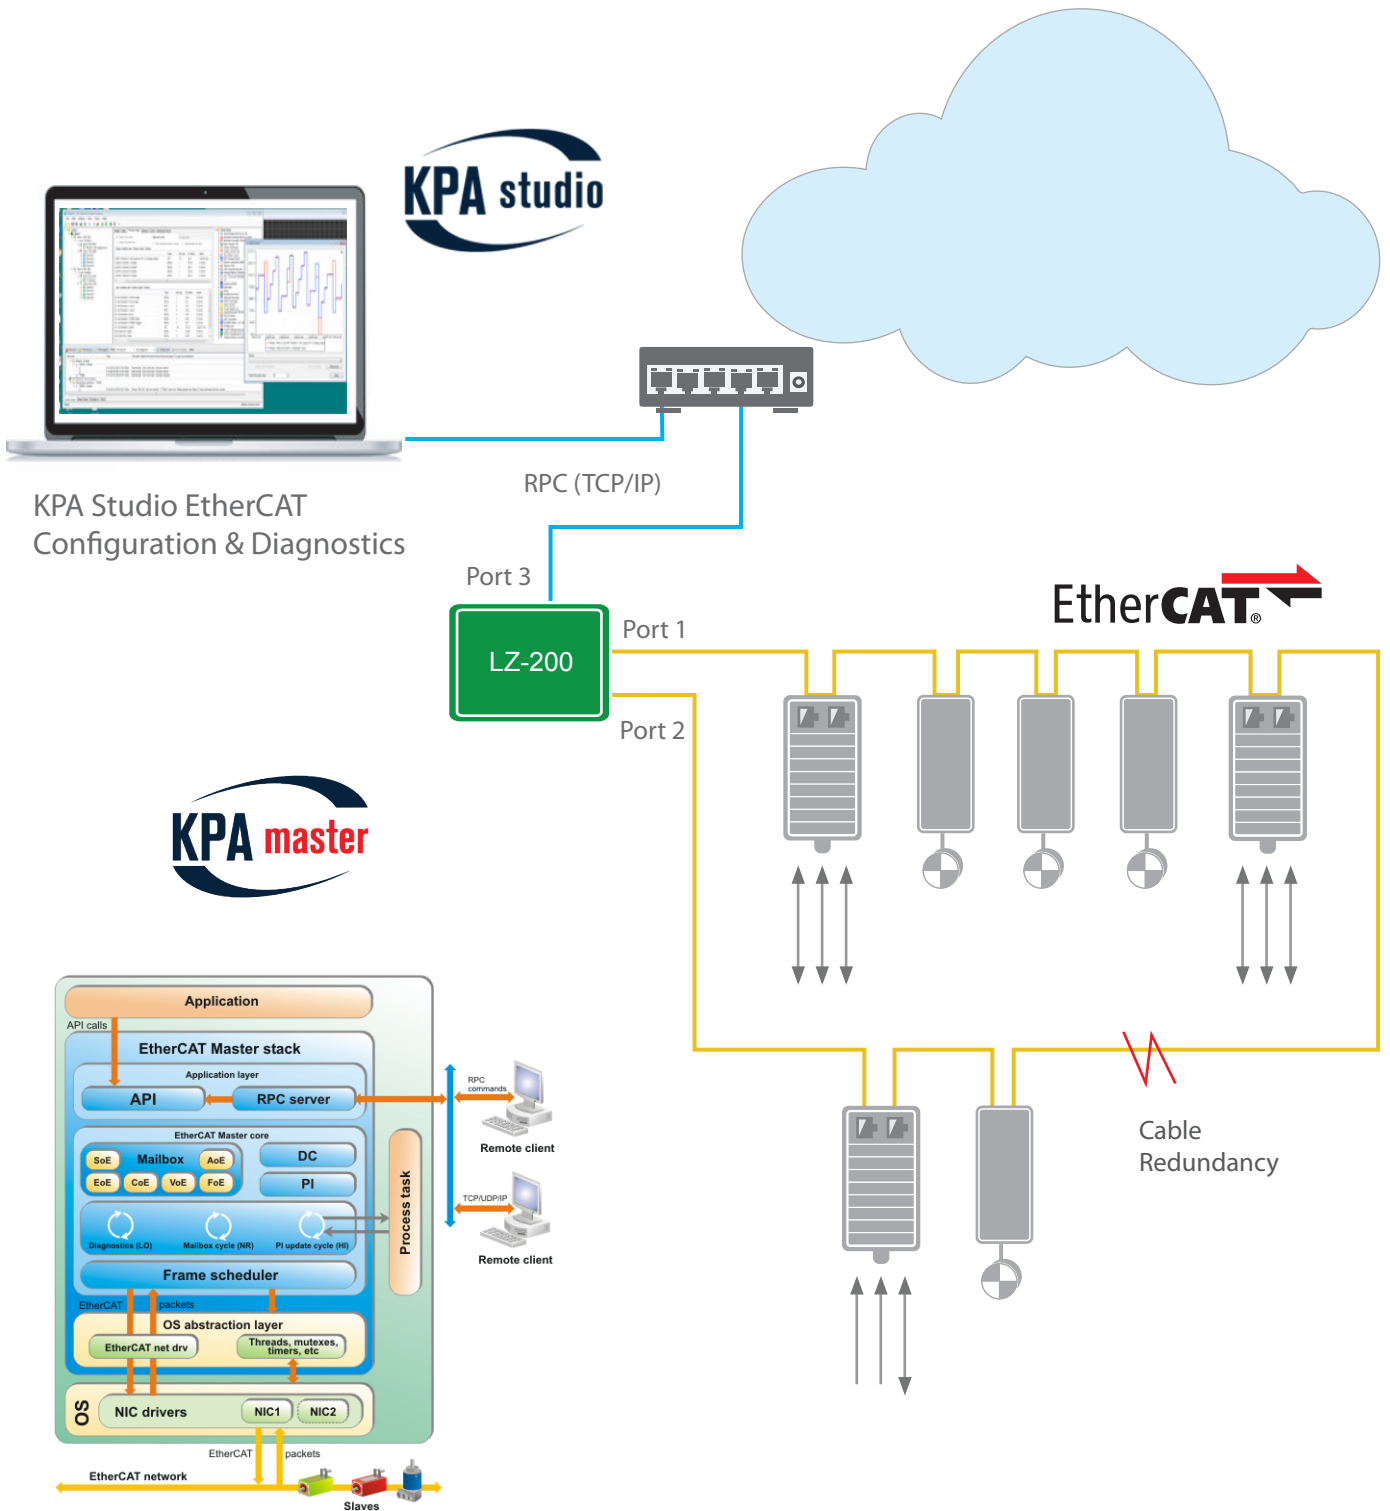 KPA studio
KPA Studio EtherCAT
Configuration & Diagnostics
RPC (TCP/IP)
Port 3
LZ-200
Port 1
Port 2
EtherCAT®
Cable
Redundancy
KPA master
Application
API calls
EtherCAT Master stack
Application layer
API
RPC server
EtherCAT Master core
SoE
Mailbox
AoE
EoE
CoE
VoE
FoE
DC
PI
Diagnostics (LO)
Mailbox cycle (NR)
PI update cycle (HI)
Frame scheduler
EtherCAT
packets
OS abstraction layer
EtherCAT net drv
Threads, mutexes,
timers, etc
OS
NIC drivers
NIC1
NIC2
Process task
RPC
commands
Remote client
TCP/UDP/IP
Remote client
EtherCAT
packets
EtherCAT network
Slaves